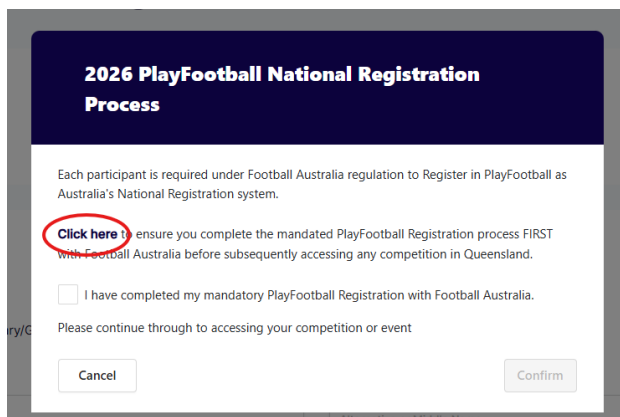 2026 PlayFootball National Registration
Process
Each participant is required under Football Australia regulation to Register in PlayFootball as
Australia's National Registration system.
Click here to ensure you complete the mandated PlayFootball Registration process FIRST
with Football Australia before subsequently accessing any competition in Queensland.
I have completed my mandatory PlayFootball Registration with Football Australia.
Please continue through to accessing your competition or event
ary/G
Cancel
Confirm